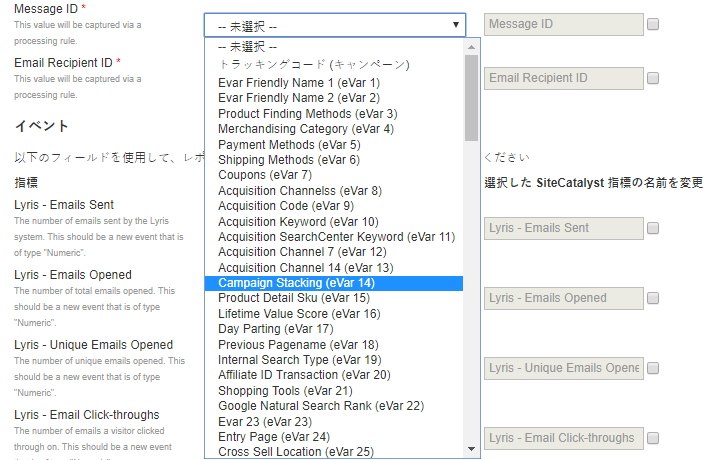 Message ID *
This value will be captured via a
processing rule.
-- 未選択 --
Message ID
Email Recipient ID *
This value will be captured via a
processing rule.
Email Recipient ID
-- 未選択 --
トラッキングコード (キャンペーン)
Evar Friendly Name 1 (eVar 1)
Evar Friendly Name 2 (eVar 2)
Product Finding Methods (eVar 3)
Merchandising Category (eVar 4)
Payment Methods (eVar 5)
Shipping Methods (eVar 6)
Coupons (eVar 7)
Acquisition Channelss (eVar 8)
Acquisition Code (eVar 9)
Acquisition Keyword (eVar 10)
Acquisition SearchCenter Keyword (eVar 11)
Acquisition Channel 7 (eVar 12)
Acquisition Channel 14 (eVar 13)
Campaign Stacking (eVar 14)
Product Detail Sku (eVar 15)
Lifetime Value Score (eVar 16)
Day Parting (eVar 17)
Previous Pagename (eVar 18)
Internal Search Type (eVar 19)
Affiliate ID Transaction (eVar 20)
Shopping Tools (eVar 21)
Google Natural Search Rank (eVar 22)
Evar 23 (eVar 23)
Entry Page (eVar 24)
Cross Sell Location (eVar 25)
イベント
以下のフィールドを使用して、レポ
ください
指標
選択した SiteCatalyst 指標の名前を変更
Lyris - Emails Sent
The number of emails sent by the Lyris
system. This should be a new event that is
of type "Numeric".
Lyris - Emails Sent
Lyris - Emails Opened
The number of total emails opened. This
should be a new event that is of type
"Numeric".
Lyris - Emails Opened
Lyris - Unique Emails Opened
The number of unique emails opened. This
should be a new event that is of type
"Numeric".
Lyris - Unique Emails Opene
Lyris - Email Click-throughs
The number of emails a visitor clicked
through on. This should be a new event
Lyris - Email Click-throughs